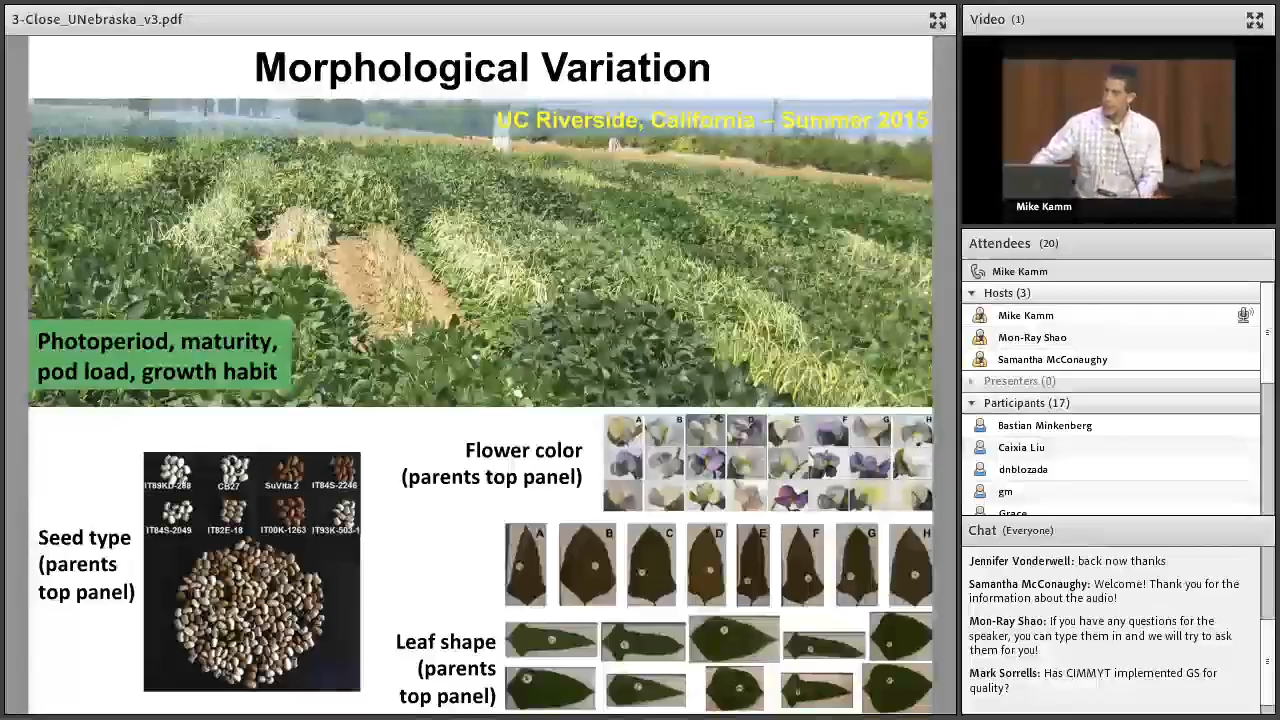 3-Close_UNebraska_v3.pdf
Morphological Variation
UC Riverside, California – Summer 2015
Photoperiod, maturity,
pod load, growth habit
Flower color
(parents top panel)
A B C D E F G H
Seed type
(parents
top panel)
IT89KD-288 CB27 SuVita 2 IT84S-2246
IT84S-2049 IT82E-18 IT00K-1263 IT93K-503-1
A B C D E F G H
Leaf shape
(parents
top panel)
Video (1)
Mike Kamm
Attendees (20)
Mike Kamm
Hosts (3)
Mike Kamm
Mon-Ray Shao
Samantha McConaughy
Presenters (0)
Participants (17)
Bastian Minkenberg
Caixia Liu
dnblozada
gm
Grace
Chat (Everyone)
Jennifer Vonderwell: back now thanks
Samantha McConaughy: Welcome! Thank you for the
information about the audio!
Mon-Ray Shao: If you have any questions for the
speaker, you can type them in and we will try to ask
them for you!
Mark Sorrells: Has CIMMYT implemented GS for
quality?